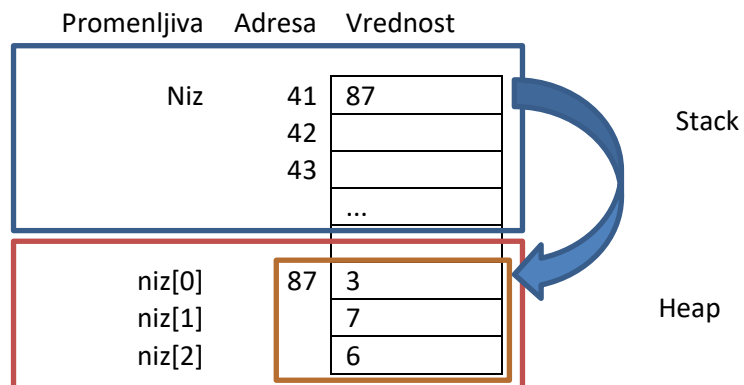 Promenljiva Adresa Vrednost
Niz 41 87
Stack
42
43
...
niz[0] 87 3
Heap
niz[1] 7
niz[2] 6